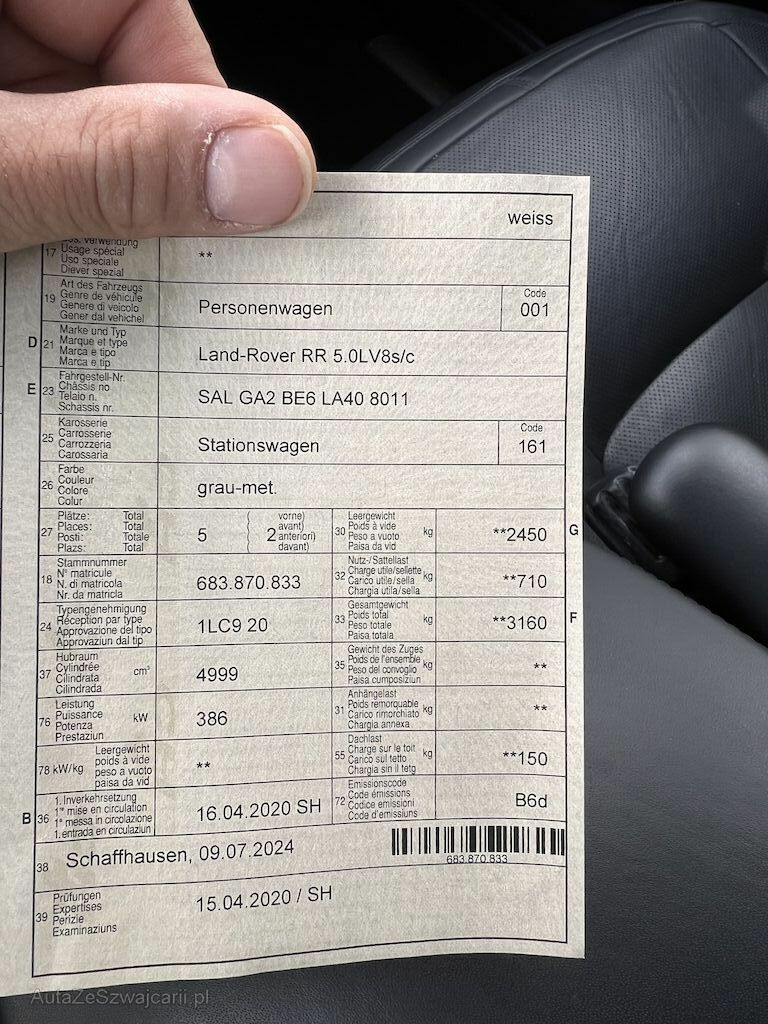 weiss
17 Bes. Verwendung
Usage spécial
Uso speciale
Diever spezial
**
19 Art des Fahrzeugs
Genre de véhicule
Genere di veicolo
Gener dal vehichel
Personenwagen
Code
001
D 21 Marke und Typ
Marque et type
Marca e tipo
Marca e tip
Land-Rover RR 5.0LV8s/c
E 23 Fahrgestell-Nr.
Châssis no
Telaio n.
Schassis nr.
SAL GA2 BE6 LA40 8011
25 Karosserie
Carrosserie
Carrozzeria
Carossaria
Stationswagen
Code
161
26 Farbe
Couleur
Colore
Colur
grau-met.
27 Plätze: Total
Places: Total
Posti: Totale
Plazs: Total
5
( vorne)
( 2 avant)
( anteriori)
( davant)
30 Leergewicht
Poids à vide
Peso a vuoto
Paisa da vid
kg
**2450
G
18 Stammnummer
N° matricule
N. di matricola
Nr. da matricla
683.870.833
32 Nutz-/Sattellast
Charge utile/sellette
Carico utile/sella
Chargia utila/sella
kg
**710
24 Typengenehmigung
Réception par type
Approvazione del tipo
Approvaziun dal tip
1LC9 20
33 Gesamtgewicht
Poids total
Peso totale
Paisa totala
kg
**3160
F
37 Hubraum
Cylindrée
Cilindrata
Cilindrada
cm³
4999
35 Gewicht des Zuges
Poids de l'ensemble
Peso del convoglio
Paisa cumposiziun
kg
**
76 Leistung
Puissance
Potenza
Prestaziun
kW
386
31 Anhängelast
Poids remorquable
Carico rimorchiato
Chargia annexa
kg
**
78 kW/kg
Leergewicht
poids à vide
peso a vuoto
paisa da vid
**
55 Dachlast
Charge sur le toit
Carico sul tetto
Chargia sin il tetg
kg
**150
B 36 1. Inverkehrsetzung
1re mise en circulation
1a messa in circolazione
1. entrada en circulaziun
16.04.2020 SH
72 Emissionscode
Code émissions
Codice emissioni
Code d'emissiuns
B6d
38 Schaffhausen, 09.07.2024
683.870.833
39 Prüfungen
Expertises
Perizie
Examinaziuns
15.04.2020 / SH
AutaZeSzwajcarii.pl